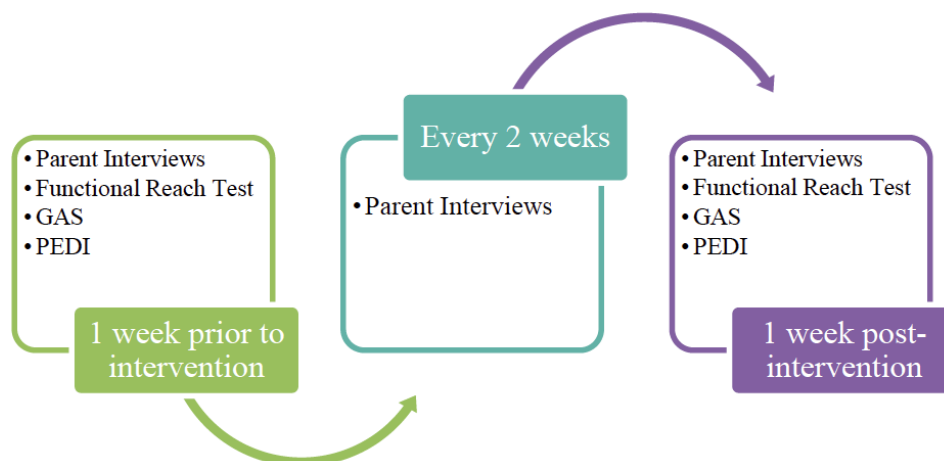 • Parent Interviews
• Functional Reach Test
• GAS
• PEDI
1 week prior to
intervention
Every 2 weeks
• Parent Interviews
• Parent Interviews
• Functional Reach Test
• GAS
• PEDI
1 week post-
intervention